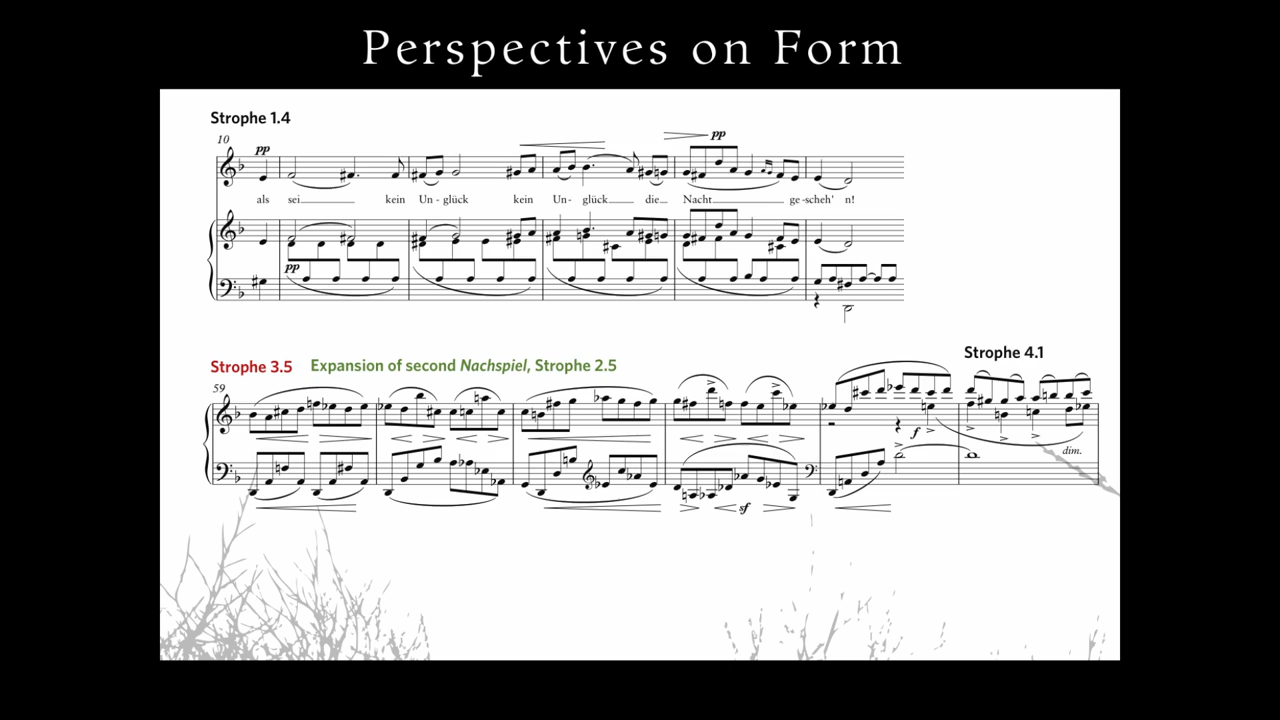 Perspectives on Form
Strophe 1.4
10
pp
pp
als sei kein Un - glück kein Un - glück die Nacht ge - scheh' n!
pp
Strophe 4.1
Strophe 3.5 Expansion of second Nachspiel, Strophe 2.5
59
f
dim.
sf